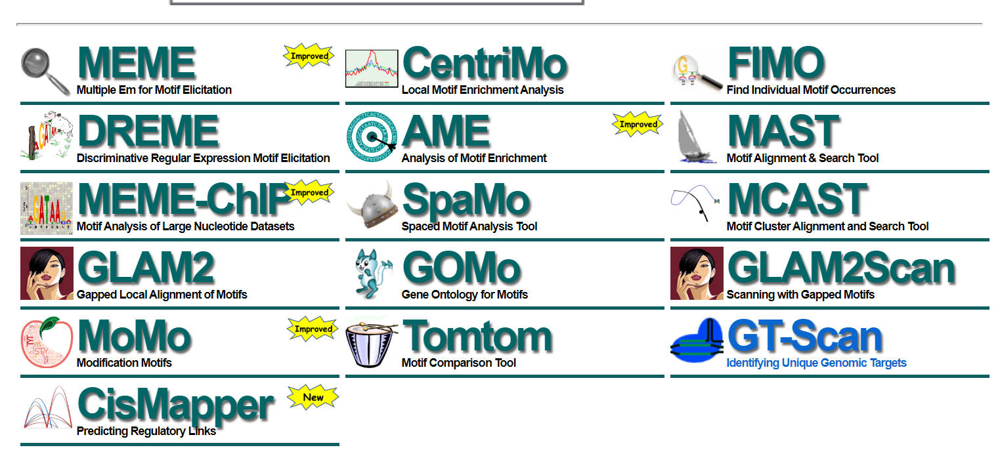 MEME
Improved
Multiple Em for Motif Elicitation
CentriMo
Local Motif Enrichment Analysis
FIMO
Find Individual Motif Occurrences
DREME
Discriminative Regular Expression Motif Elicitation
AME
Improved
Analysis of Motif Enrichment
MAST
Motif Alignment & Search Tool
MEME-ChIP
Improved
Motif Analysis of Large Nucleotide Datasets
SpaMo
Spaced Motif Analysis Tool
MCAST
Motif Cluster Alignment and Search Tool
GLAM2
Gapped Local Alignment of Motifs
GOMo
Gene Ontology for Motifs
GLAM2Scan
Scanning with Gapped Motifs
MoMo
Improved
Modification Motifs
Tomtom
Motif Comparison Tool
GT-Scan
Identifying Unique Genomic Targets
CisMapper
New
Predicting Regulatory Links